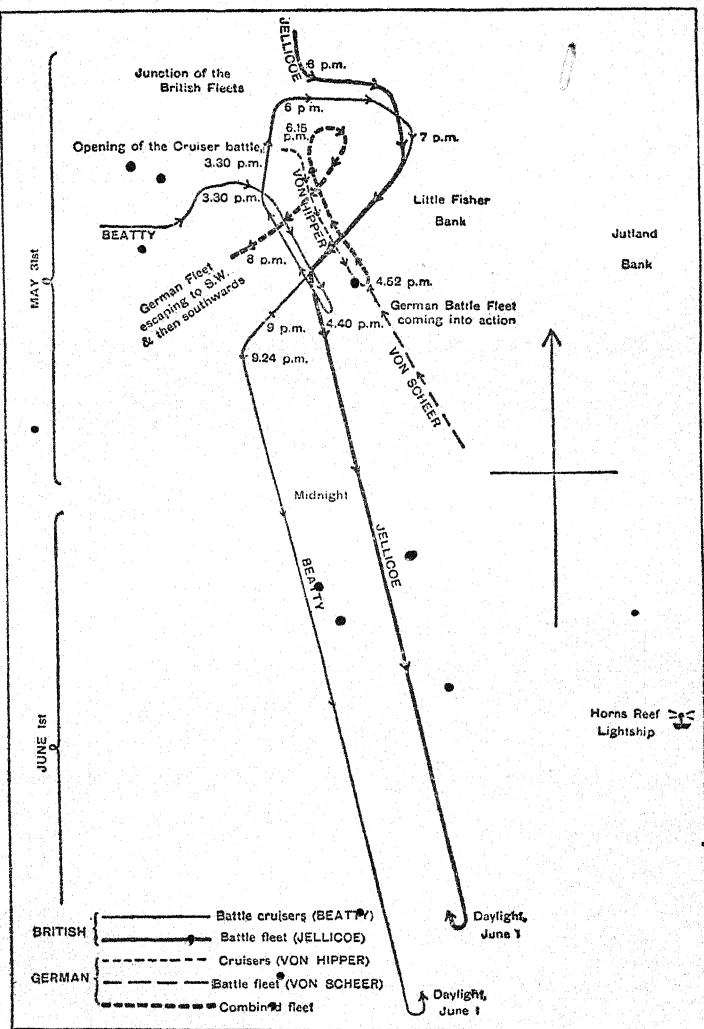 JELLICOE
6 p.m.
Junction of the
British Fleets
6 p.m.
6.15
p.m.
7 p.m.
Opening of the Cruiser battle,
3.30 p.m.
3.30 p.m.
BEATTY
VON HIPPER
Little Fisher
Bank
Jutland
Bank
MAY 31st
8 p.m.
German Fleet
escaping to S.W.
& then southwards
4.52 p.m.
German Battle Fleet
coming into action
9 p.m.
4.40 p.m.
9.24 p.m.
VON SCHEER
Midnight
JELLICOE
BEATTY
JUNE 1st
Horns Reef
Lightship
Daylight,
June 1
Daylight,
June 1
BRITISH
Battle cruisers (BEATTY)
Battle fleet (JELLICOE)
GERMAN
Cruisers (VON HIPPER)
Battle fleet (VON SCHEER)
Combined fleet